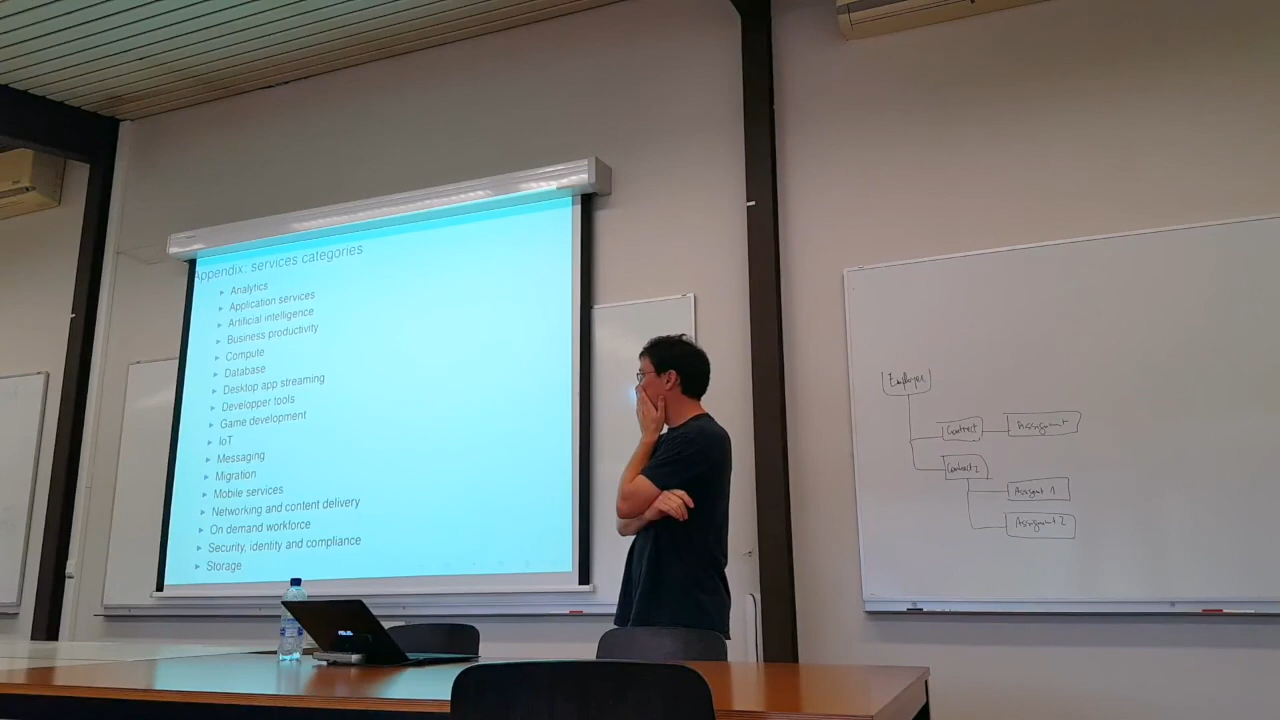 Appendix: services categories
Analytics
Application services
Artificial intelligence
Business productivity
Compute
Database
Desktop app streaming
Developper tools
Game development
IoT
Messaging
Migration
Mobile services
Networking and content delivery
On demand workforce
Security, identity and compliance
Storage
ASUS
Employee
Contract
Assignment
Contract 2
Assignt 1
Assignment 2